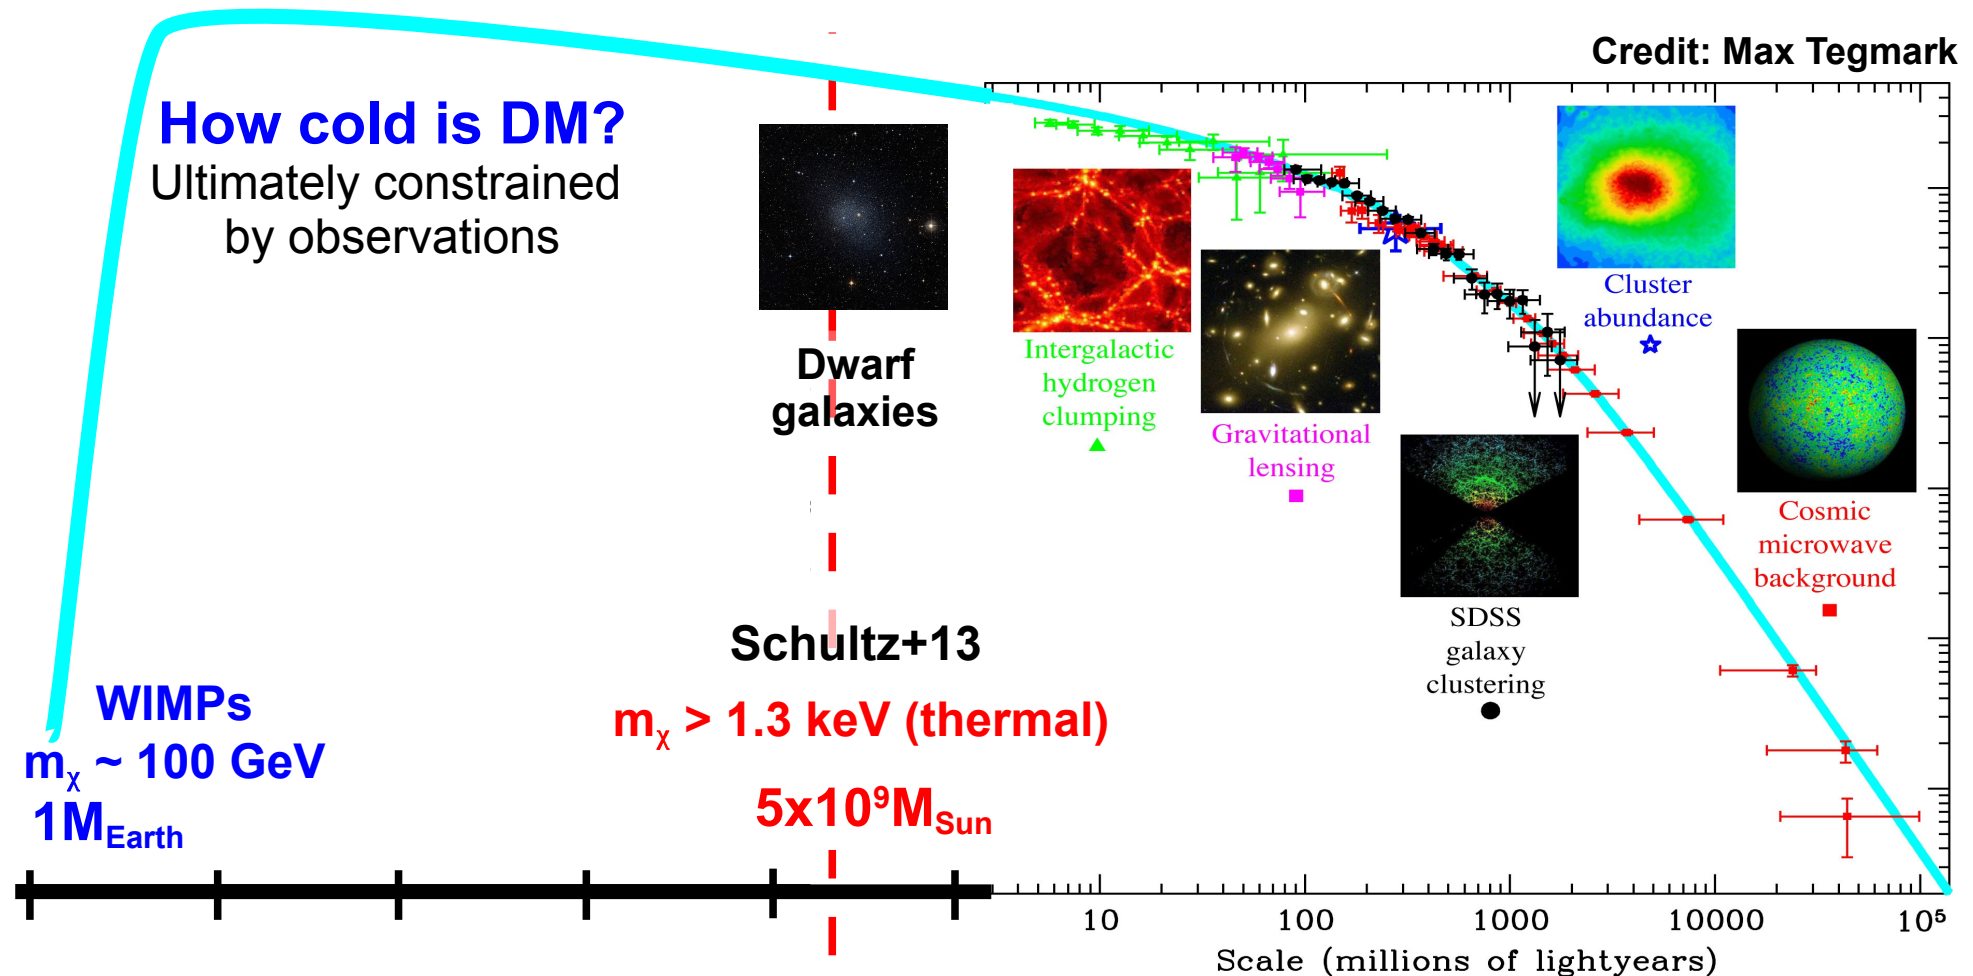 Credit: Max Tegmark
How cold is DM?
Ultimately constrained
by observations
Dwarf
galaxies
Intergalactic
hydrogen
clumping
Gravitational
lensing
Cluster
abundance
SDSS
galaxy
clustering
Cosmic
microwave
background
Schultz+13
mᵪ > 1.3 keV (thermal)
5x10⁹M_Sun
WIMPs
mᵪ ~ 100 GeV
1M_Earth
10 100 1000 10000 10⁵
Scale (millions of lightyears)